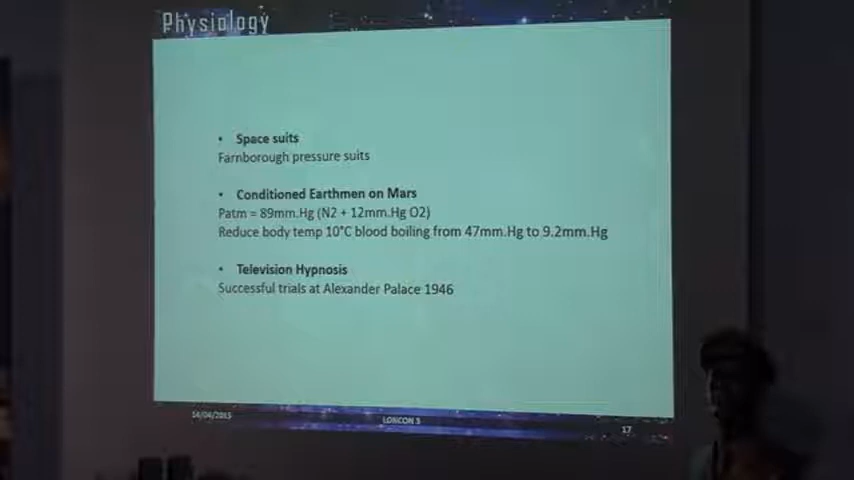 Physiology
• Space suits
Farnborough pressure suits
• Conditioned Earthmen on Mars
Patm = 89mm.Hg (N2 + 12mm.Hg O2)
Reduce body temp 10°C blood boiling from 47mm.Hg to 9.2mm.Hg
• Television Hypnosis
Successful trials at Alexander Palace 1946
14/04/2015
LONCON 3
17